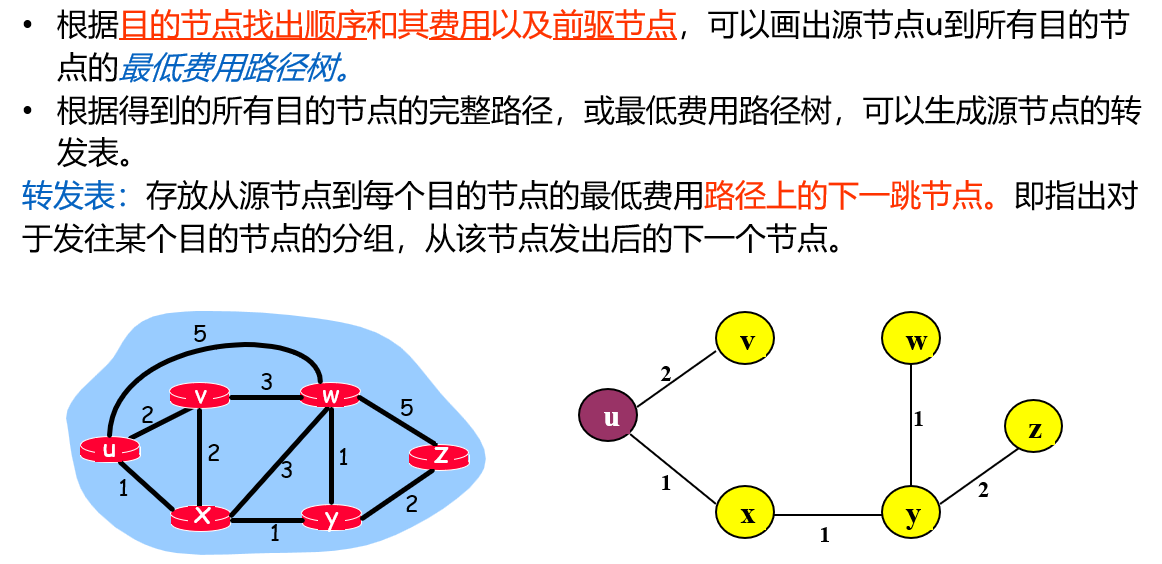 • 根据目的节点找出顺序和其费用以及前驱节点，可以画出源节点u到所有目的节
点的最低费用路径树。
• 根据得到的所有目的节点的完整路径，或最低费用路径树，可以生成源节点的转
发表。
转发表：存放从源节点到每个目的节点的最低费用路径上的下一跳节点。即指出对
于发往某个目的节点的分组，从该节点发出后的下一个节点。
5
v
3
w
5
2
u
2
3
1
z
1
2
x
1
y
v
w
2
u
1
z
1
2
x
y
1